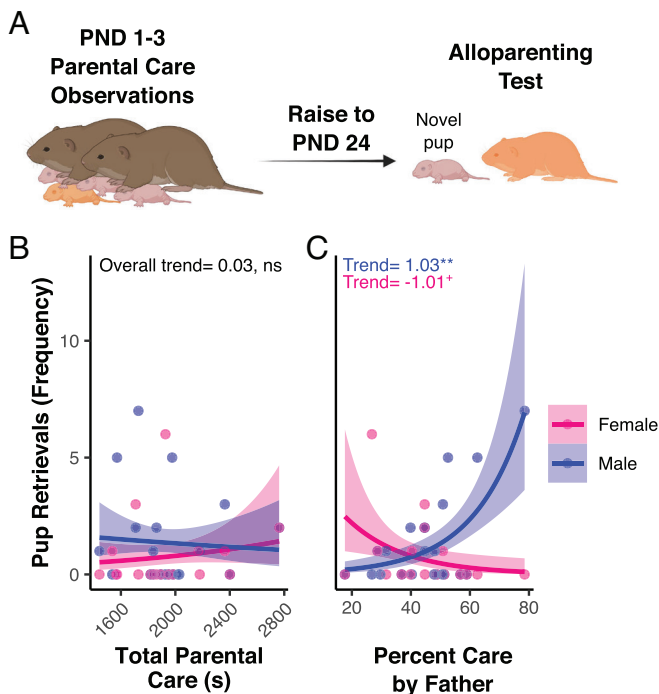 A
PND 1-3
Parental Care
Observations
Raise to
PND 24
Alloparenting
Test
Novel
pup
B
Overall trend= 0.03, ns
C
Trend= 1.03**
Trend= -1.01+
Pup Retrievals (Frequency)
10
5
0
1600
2000
2400
2800
Total Parental
Care (s)
20
40
60
80
Percent Care
by Father
Female
Male